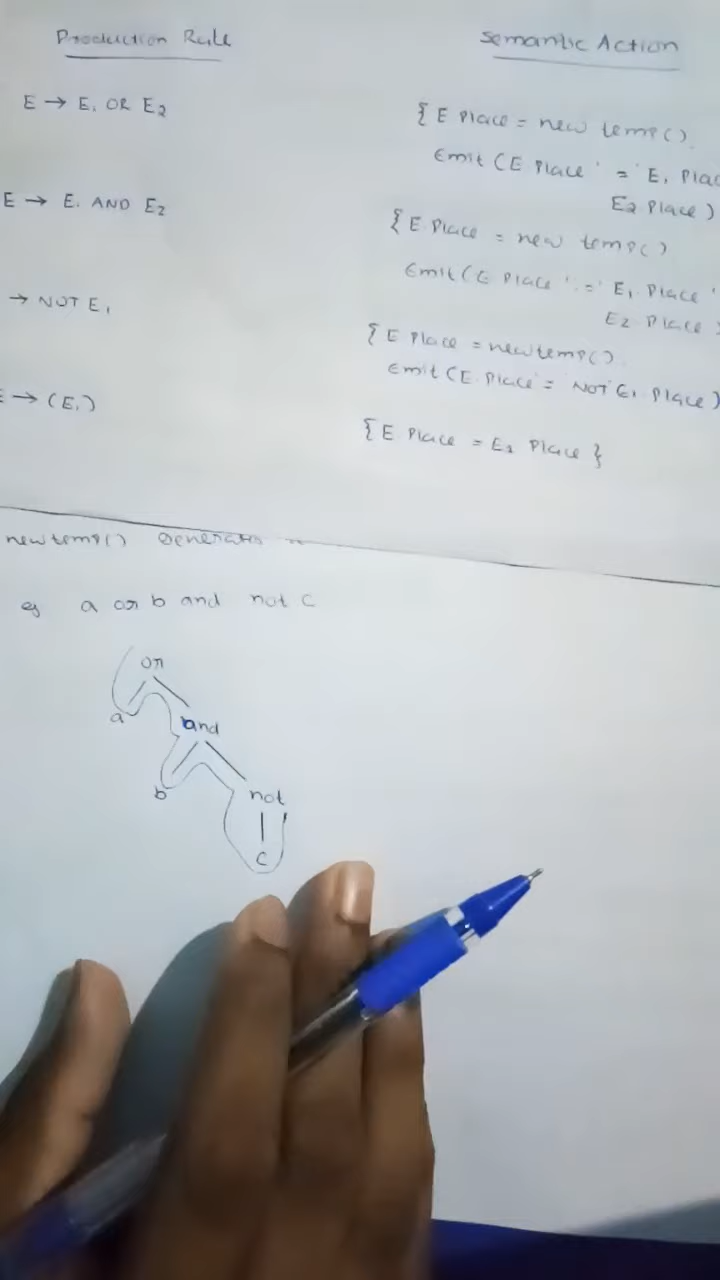 Production Rule
Semantic Action
E → E1 OR E2
{ E Place = new temp().
Emit (E Place ' = ' E1 Plac
E2 Place )
E → E1 AND E2
{ E Place = new temp()
Emit (E Place ' = ' E1 Place '
E2 Place }
→ NOT E1
{ E Place = newtemp().
Emit (E. Place ' = ' NOT E1 Place)
E → (E1)
{ E Place = E1 Place }
newtemp() Generates
eg a or b and not c
or
a
and
b
not
c